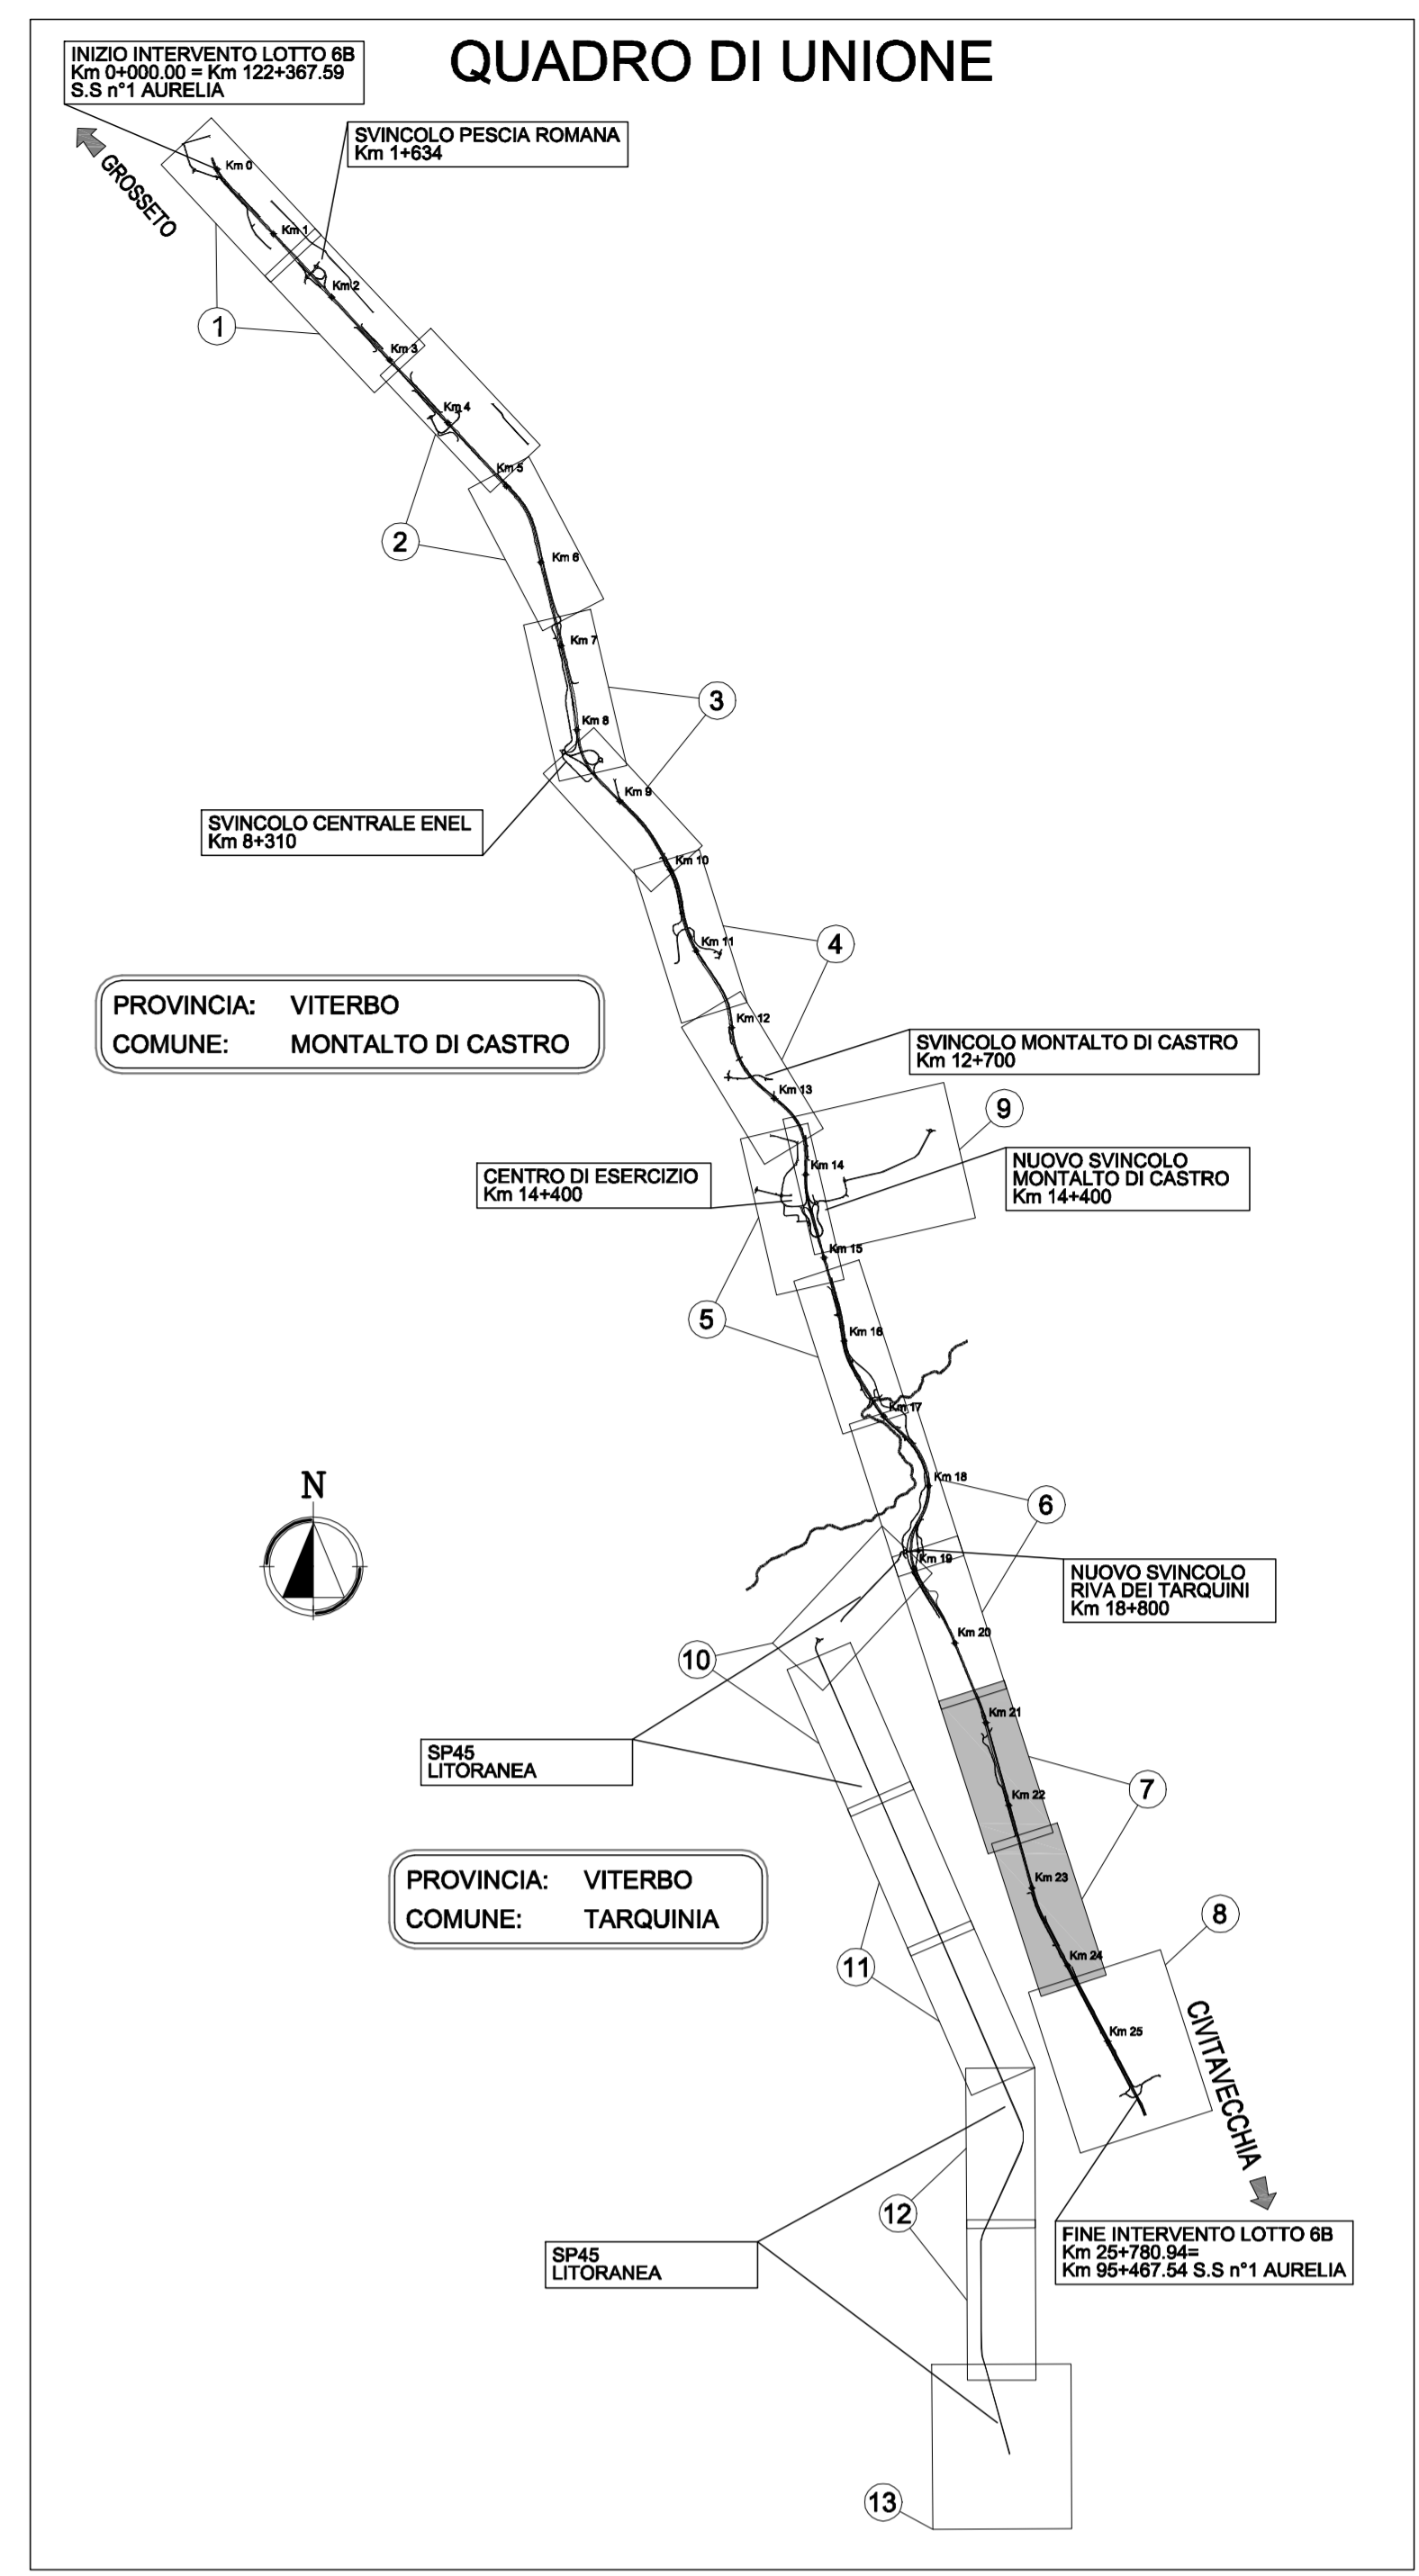 QUADRO DI UNIONE
INIZIO INTERVENTO LOTTO 6B
Km 0+000.00 = Km 122+367.59
S.S n°1 AURELIA
SVINCOLO PESCIA ROMANA
Km 1+634
GROSSETO
Km 0
Km 1
Km 2
1
Km 3
Km 4
Km 5
2
Km 6
Km 7
3
Km 8
Km 9
SVINCOLO CENTRALE ENEL
Km 8+310
Km 10
Km 11
4
PROVINCIA: VITERBO
COMUNE: MONTALTO DI CASTRO
Km 12
SVINCOLO MONTALTO DI CASTRO
Km 12+700
Km 13
9
CENTRO DI ESERCIZIO
Km 14+400
Km 14
NUOVO SVINCOLO
MONTALTO DI CASTRO
Km 14+400
Km 15
5
Km 16
Km 17
N
Km 18
6
Km 19
NUOVO SVINCOLO
RIVA DEI TARQUINI
Km 18+800
Km 20
10
Km 21
SP45
LITORANEA
7
Km 22
PROVINCIA: VITERBO
COMUNE: TARQUINIA
Km 23
8
11
Km 24
Km 25
CIVITAVECCHIA
12
SP45
LITORANEA
FINE INTERVENTO LOTTO 6B
Km 25+780.94=
Km 95+467.54 S.S n°1 AURELIA
13